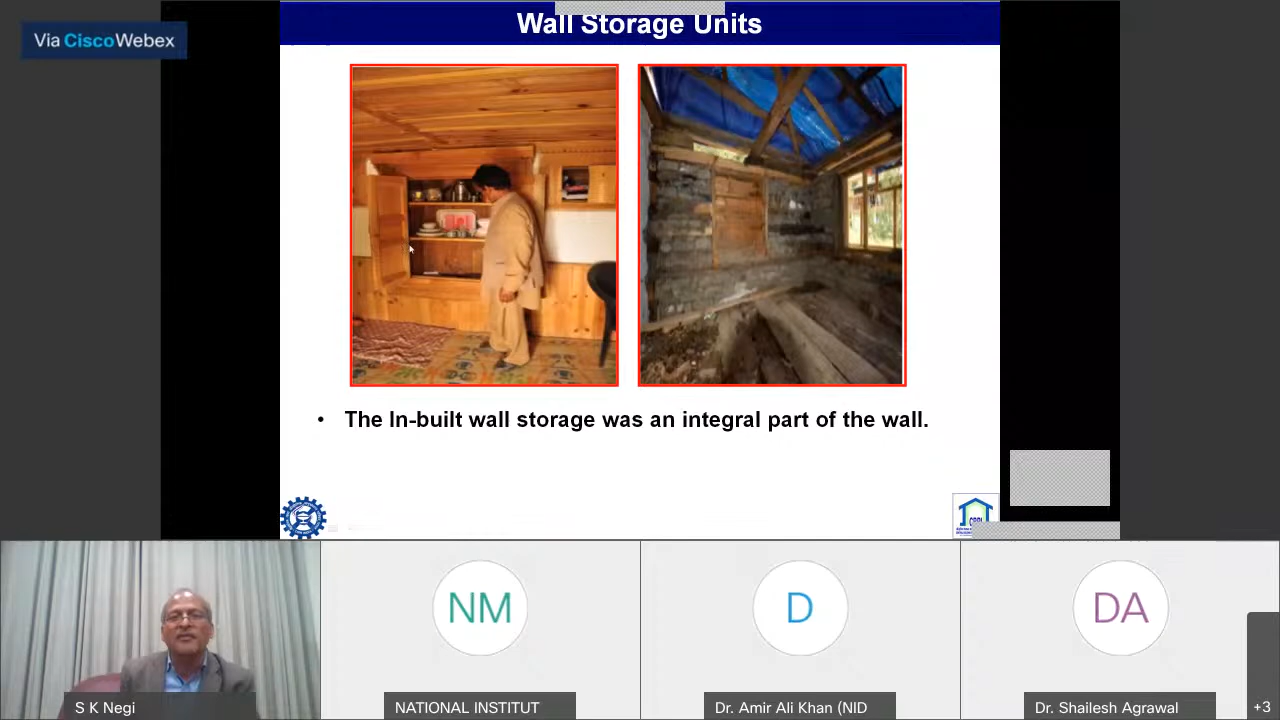 Wall Storage Units
Via CiscoWebex
• The In-built wall storage was an integral part of the wall.
CBRI
NM
D
DA
S K Negi
NATIONAL INSTITUT
Dr. Amir Ali Khan (NID
Dr. Shailesh Agrawal
+3